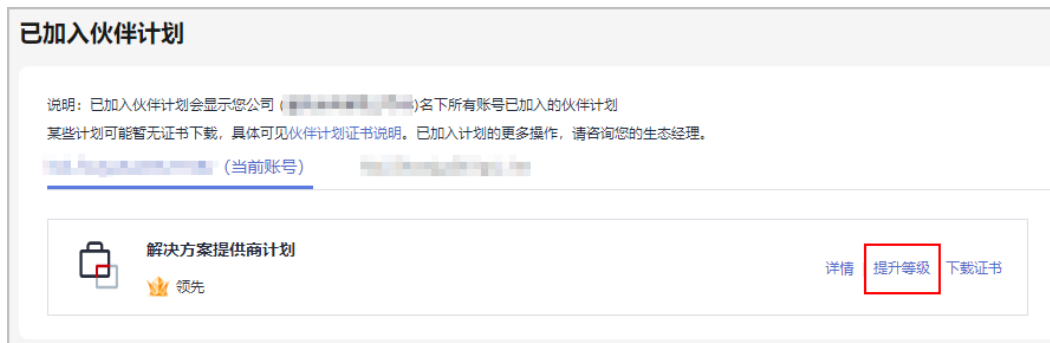 已加入伙伴计划
说明：已加入伙伴计划会显示您公司 ( )名下所有账号已加入的伙伴计划
某些计划可能暂无证书下载，具体可见伙伴计划证书说明。已加入计划的更多操作，请咨询您的生态经理。
（当前账号）
解决方案提供商计划
领先
详情 提升等级 下载证书